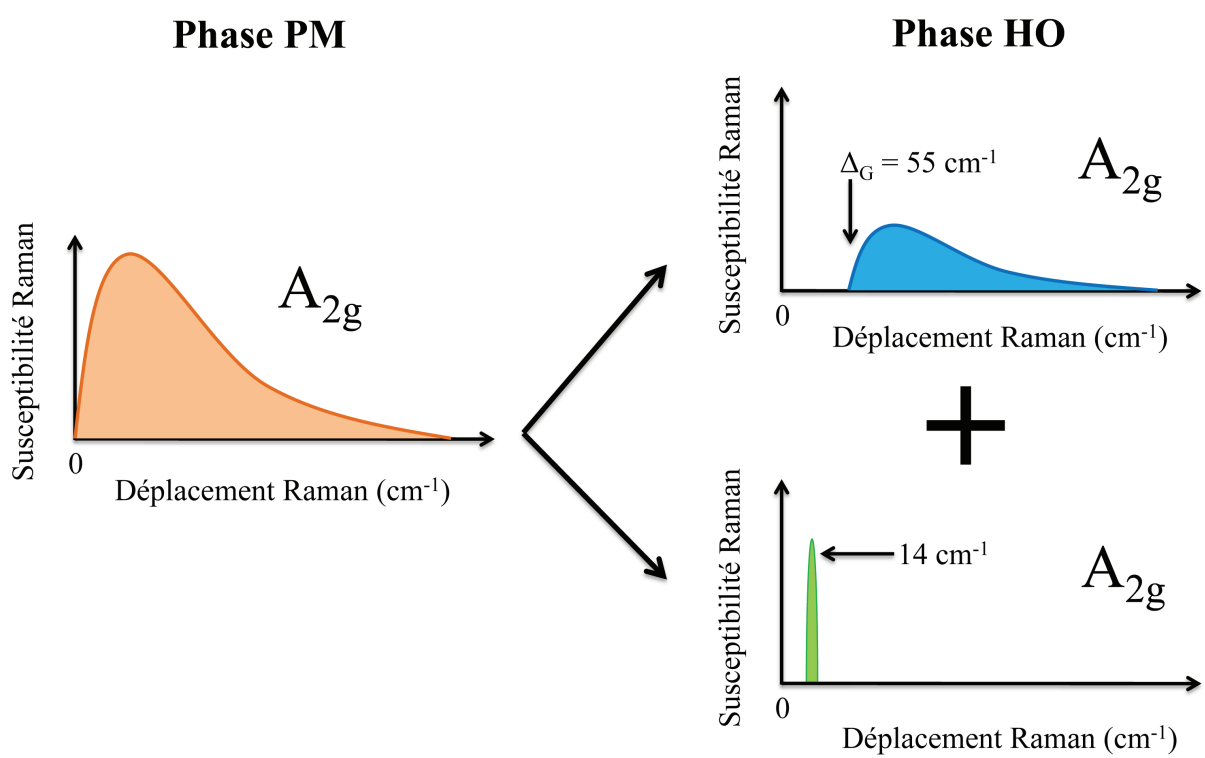 Phase PM
Susceptibilité Raman
A2g
0
Déplacement Raman (cm-1)
Phase HO
Susceptibilité Raman
ΔG = 55 cm-1
A2g
0
Déplacement Raman (cm-1)
+
Susceptibilité Raman
14 cm-1
A2g
0
Déplacement Raman (cm-1)